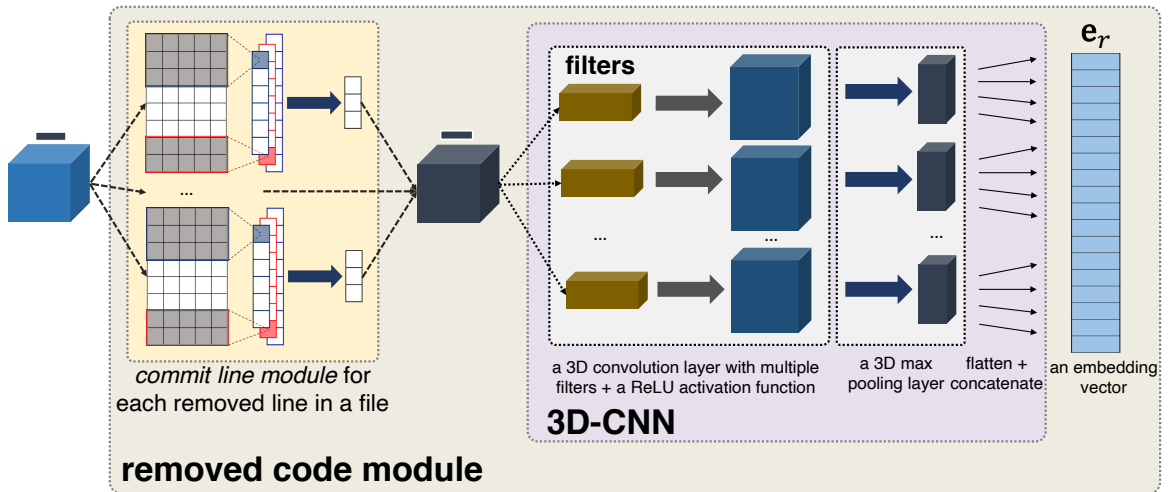 filters
e_r
...
...
...
...
commit line module for
each removed line in a file
a 3D convolution layer with multiple
filters + a ReLU activation function
a 3D max
pooling layer
flatten +
concatenate
an embedding
vector
3D-CNN
removed code module